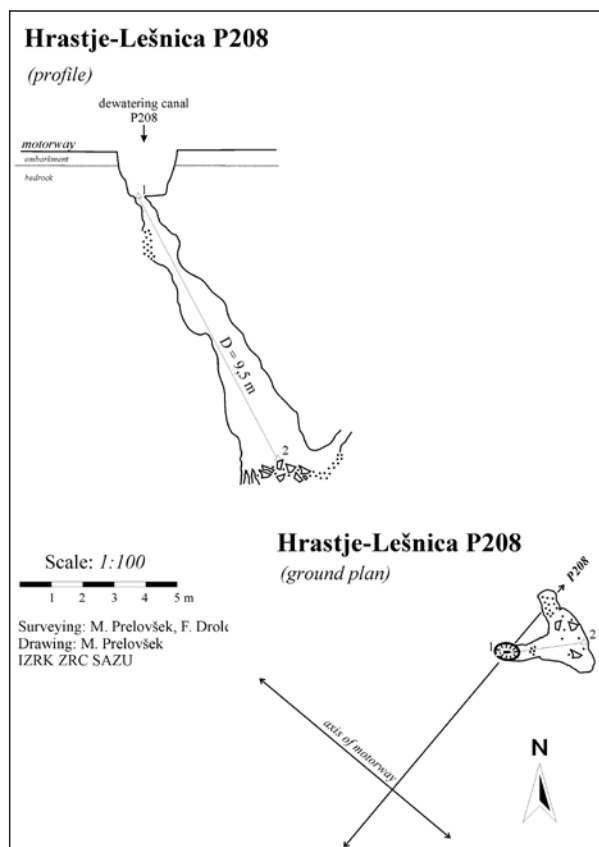 Hrastje-Lešnica P208
(profile)
dewatering canal
P208
motorway
embankment
bedrock
1
D = 9,5 m
2
Hrastje-Lešnica P208
(ground plan)
Scale: 1:100
1 2 3 4 5 m
Surveying: M. Prelovšek, F. Drole
Drawing: M. Prelovšek
IZRK ZRC SAZU
P208
1
2
axis of motorway
N